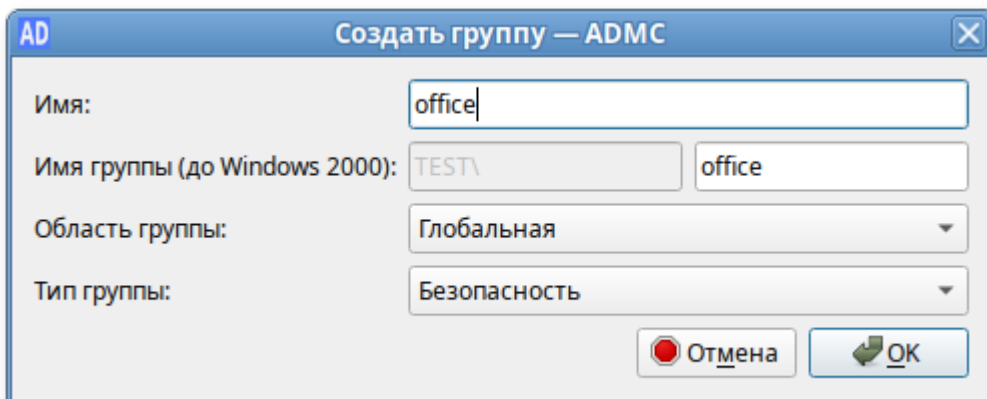 AD Создать группу — ADMC
Имя: office
Имя группы (до Windows 2000): TEST\ office
Область группы: Глобальная
Тип группы: Безопасность
Отмена OK